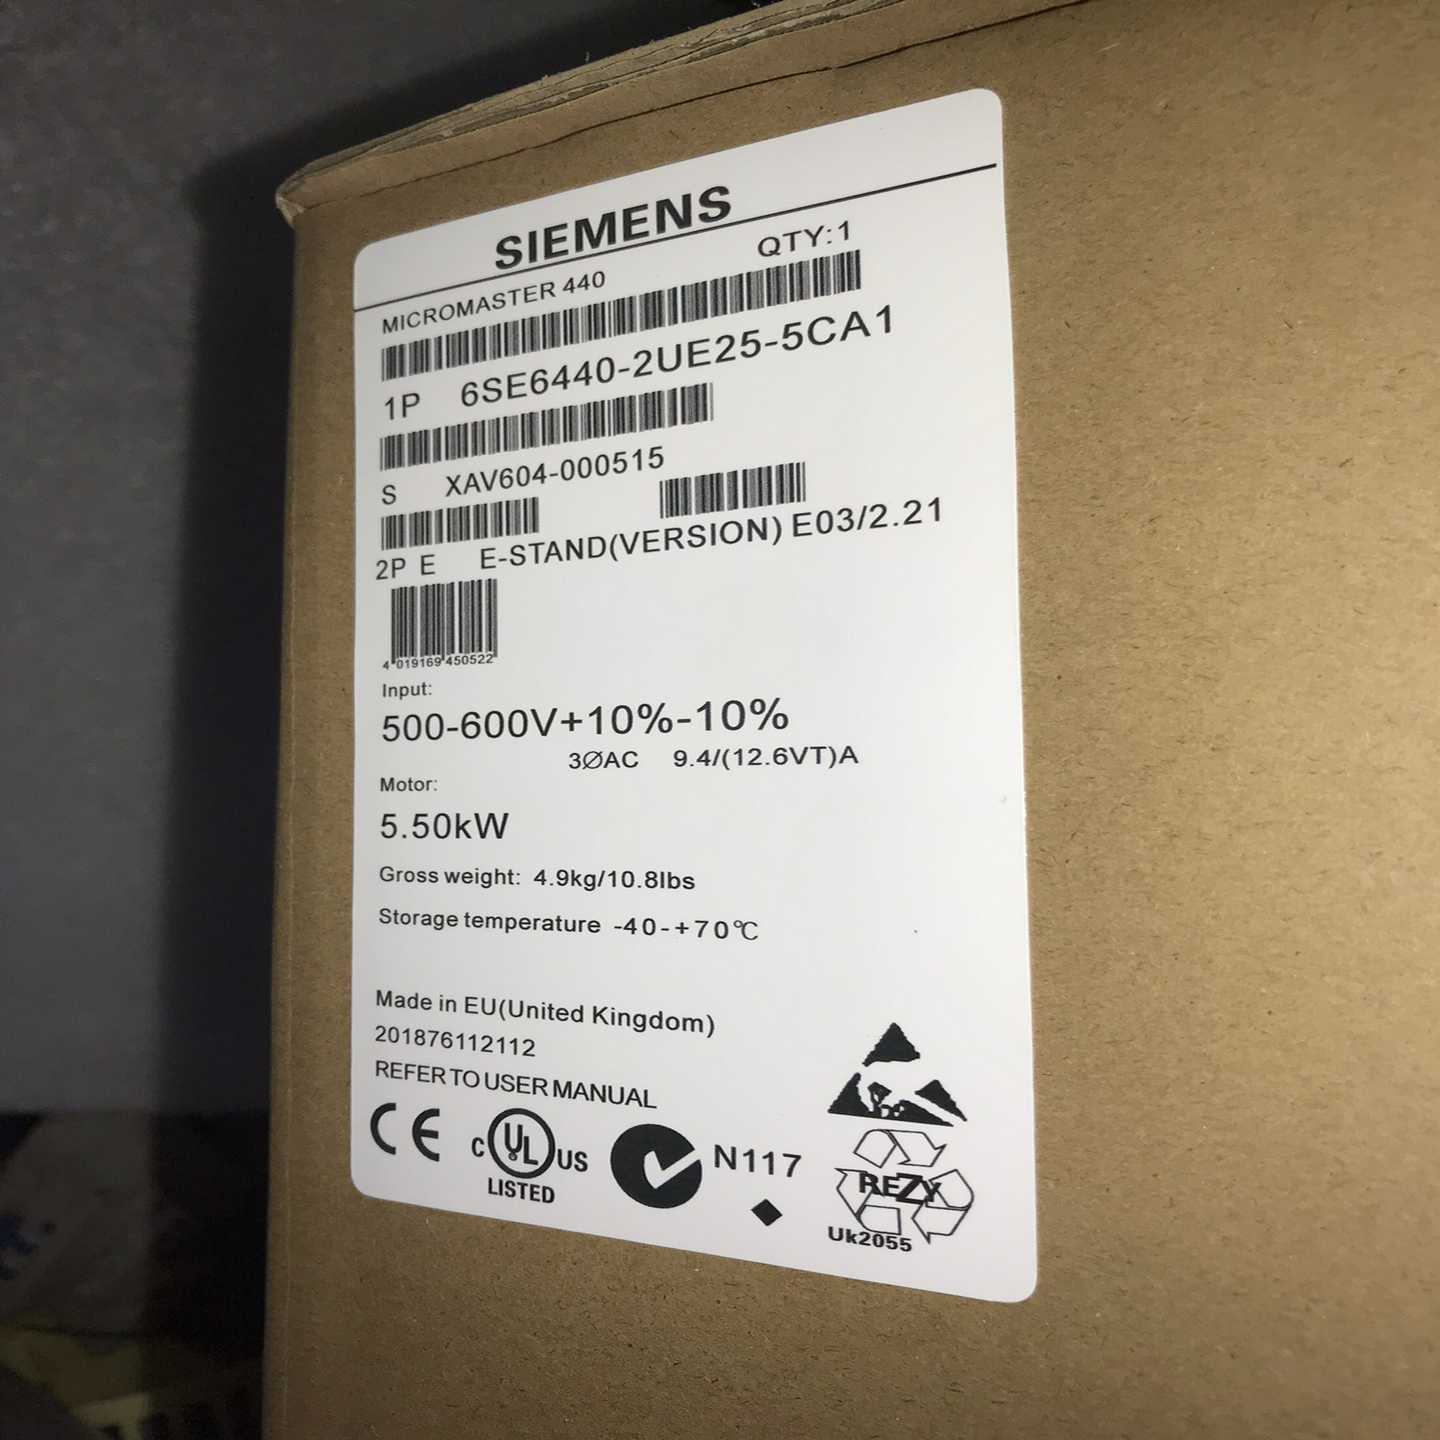 SIEMENS
MICROMASTER 440 QTY:1
1P 6SE6440-2UE25-5CA1
S XAV604-000515
2P E E-STAND(VERSION) E03/2.21
4 019169 450522
Input:
500-600V+10%-10%
3ØAC 9.4/(12.6VT)A
Motor:
5.50kW
Gross weight: 4.9kg/10.8lbs
Storage temperature -40-+70℃
Made in EU(United Kingdom)
201876112112
REFER TO USER MANUAL
CE C UL US N117
LISTED
REZY
Uk2055